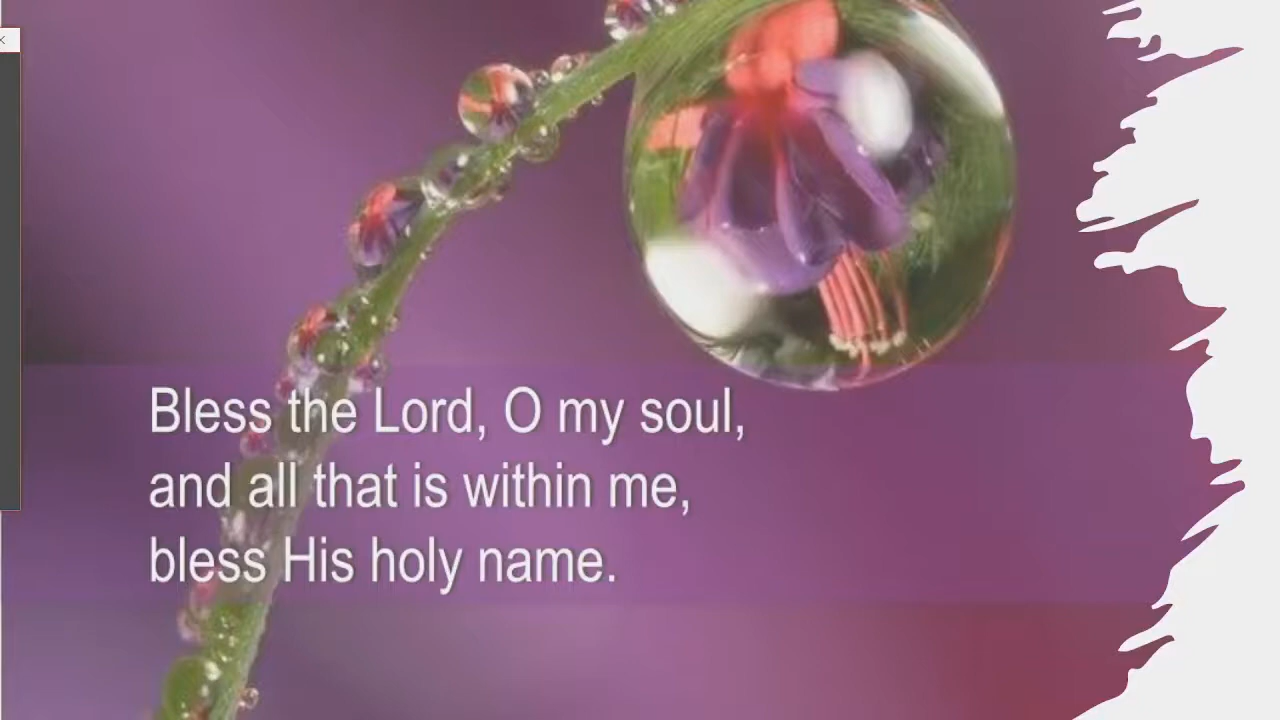 Bless the Lord, O my soul,
and all that is within me,
bless His holy name.